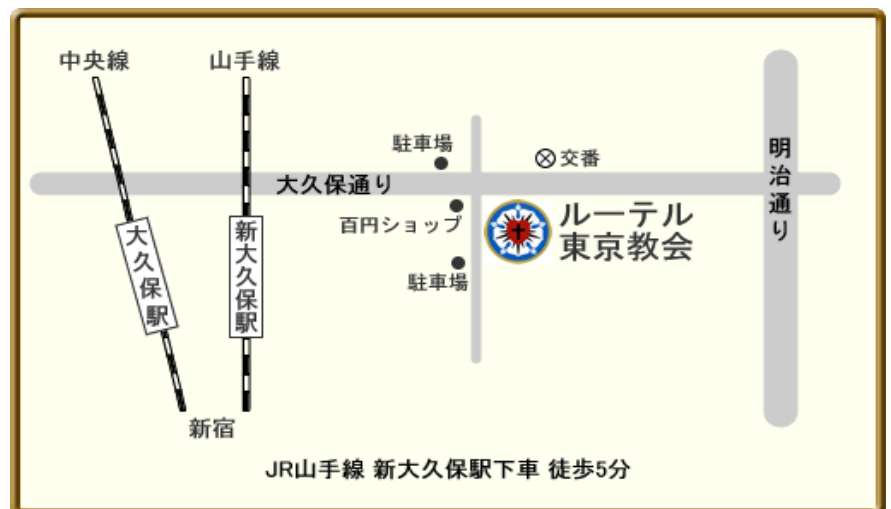 中央線
山手線
駐車場
交番
明治通り
大久保通り
百円ショップ
ルーテル
東京教会
大久保駅
新大久保駅
駐車場
新宿
JR山手線 新大久保駅下車 徒歩5分